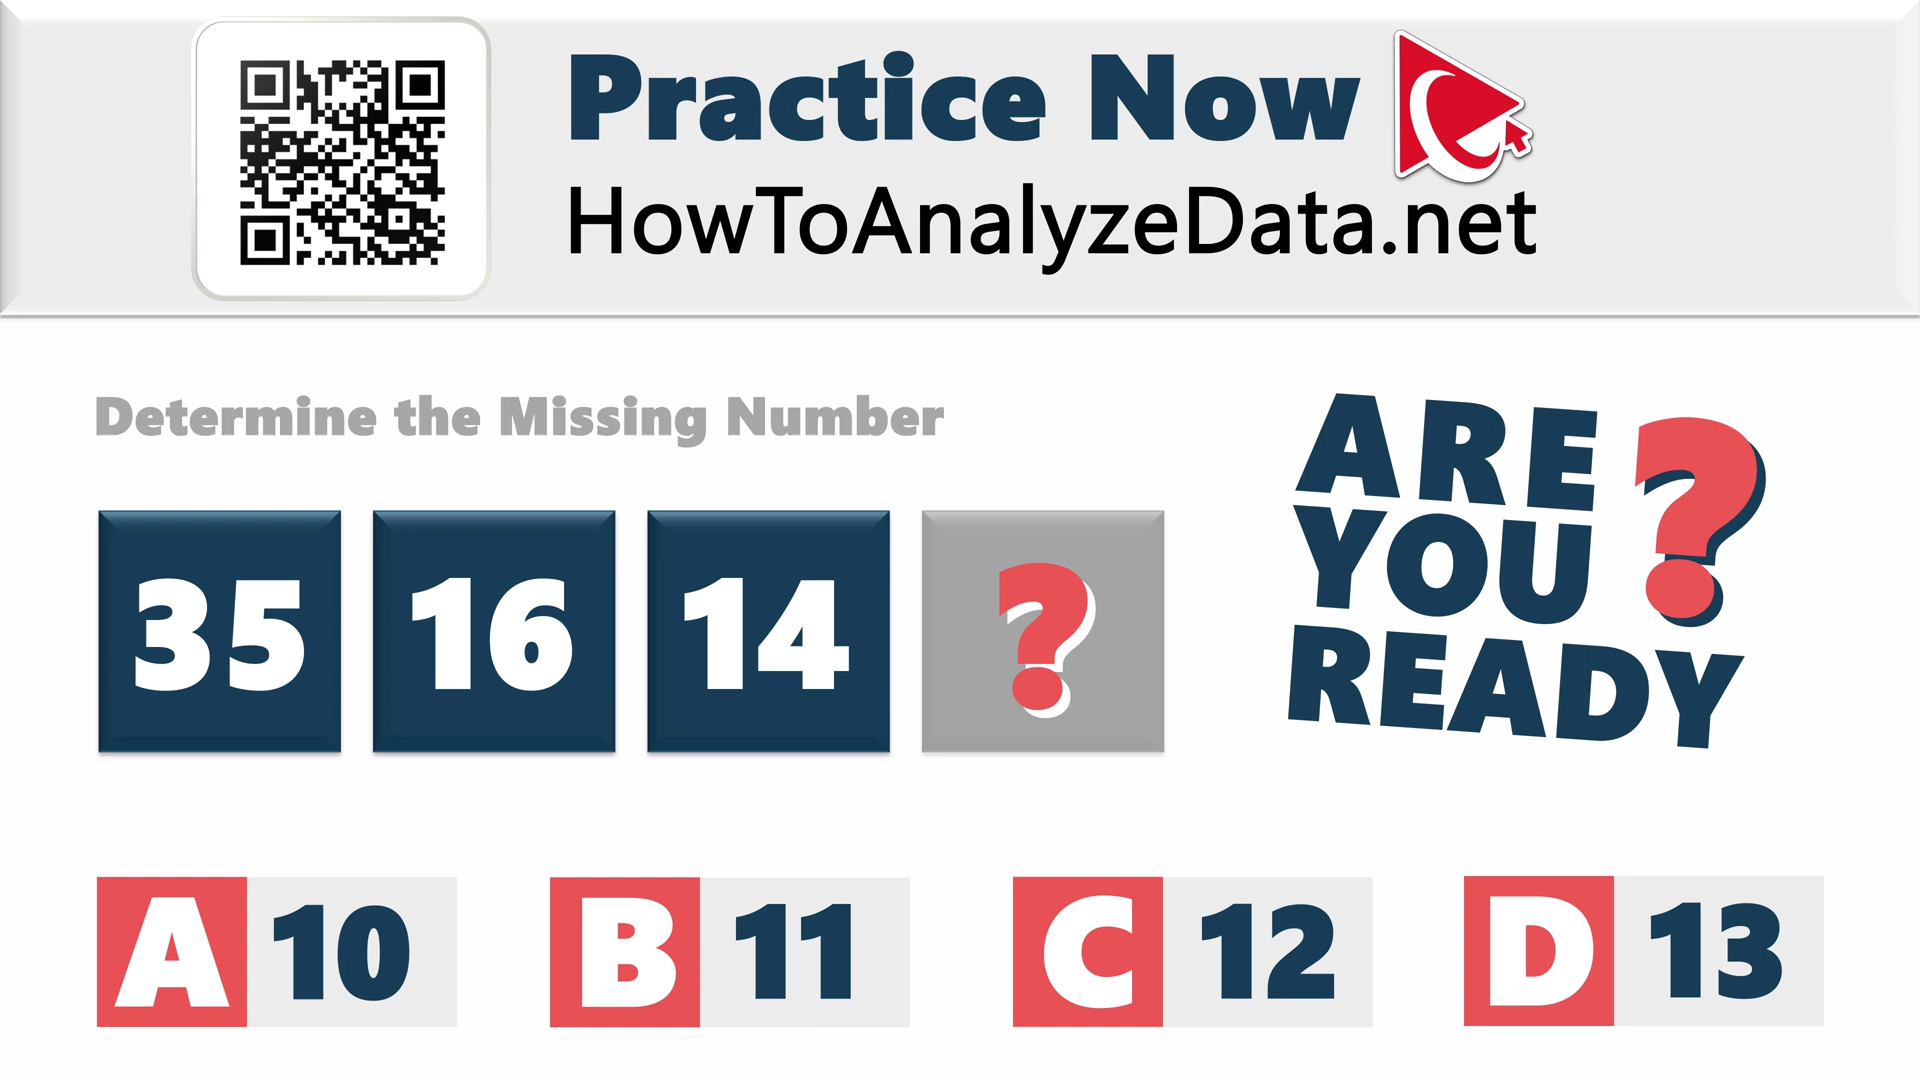 Practice Now
HowToAnalyzeData.net
Determine the Missing Number
35 16 14 ?
ARE
YOU
READY
?
A 10 B 11 C 12 D 13